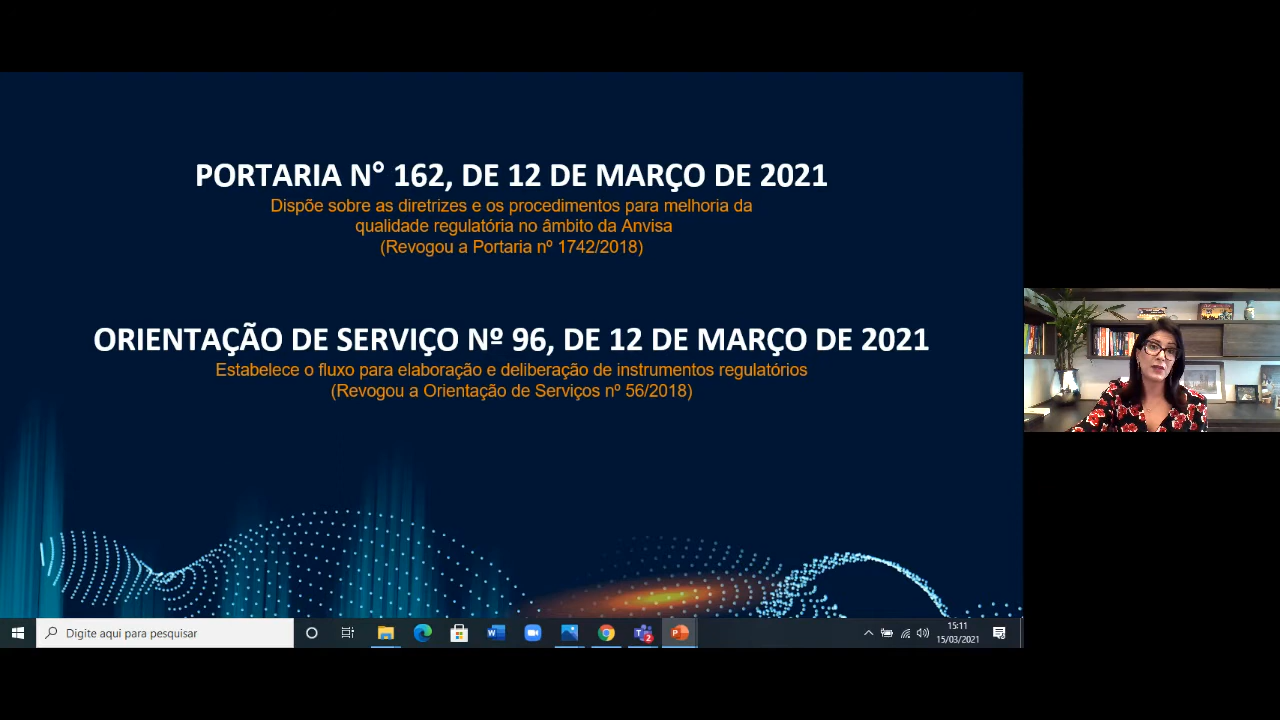 PORTARIA N° 162, DE 12 DE MARÇO DE 2021
Dispõe sobre as diretrizes e os procedimentos para melhoria da
qualidade regulatória no âmbito da Anvisa
(Revogou a Portaria nº 1742/2018)
ORIENTAÇÃO DE SERVIÇO Nº 96, DE 12 DE MARÇO DE 2021
Estabelece o fluxo para elaboração e deliberação de instrumentos regulatórios
(Revogou a Orientação de Serviços nº 56/2018)
Digite aqui para pesquisar
15:11
15/03/2021